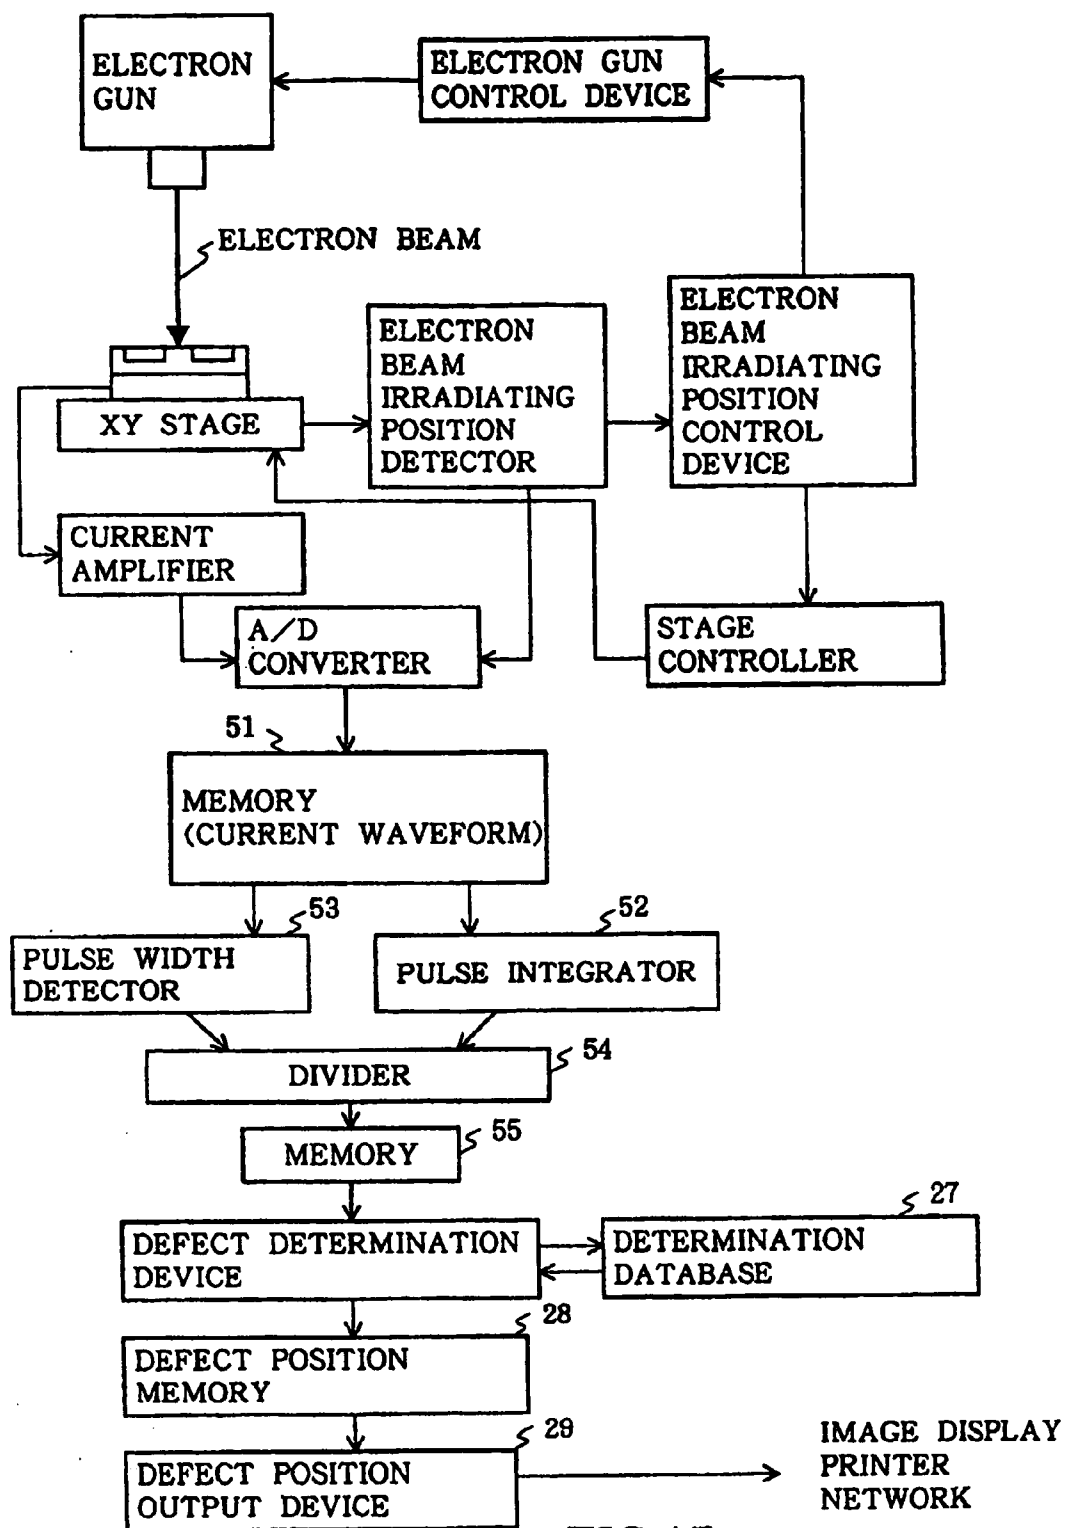 ELECTRON
GUN
ELECTRON GUN
CONTROL DEVICE
ELECTRON BEAM
ELECTRON
BEAM
IRRADIATING
POSITION
DETECTOR
ELECTRON
BEAM
IRRADIATING
POSITION
CONTROL
DEVICE
XY STAGE
CURRENT
AMPLIFIER
A/D
CONVERTER
STAGE
CONTROLLER
51
MEMORY
(CURRENT WAVEFORM)
53
PULSE WIDTH
DETECTOR
52
PULSE INTEGRATOR
54
DIVIDER
55
MEMORY
DEFECT DETERMINATION
DEVICE
27
DETERMINATION
DATABASE
28
DEFECT POSITION
MEMORY
29
DEFECT POSITION
OUTPUT DEVICE
IMAGE DISPLAY
PRINTER
NETWORK